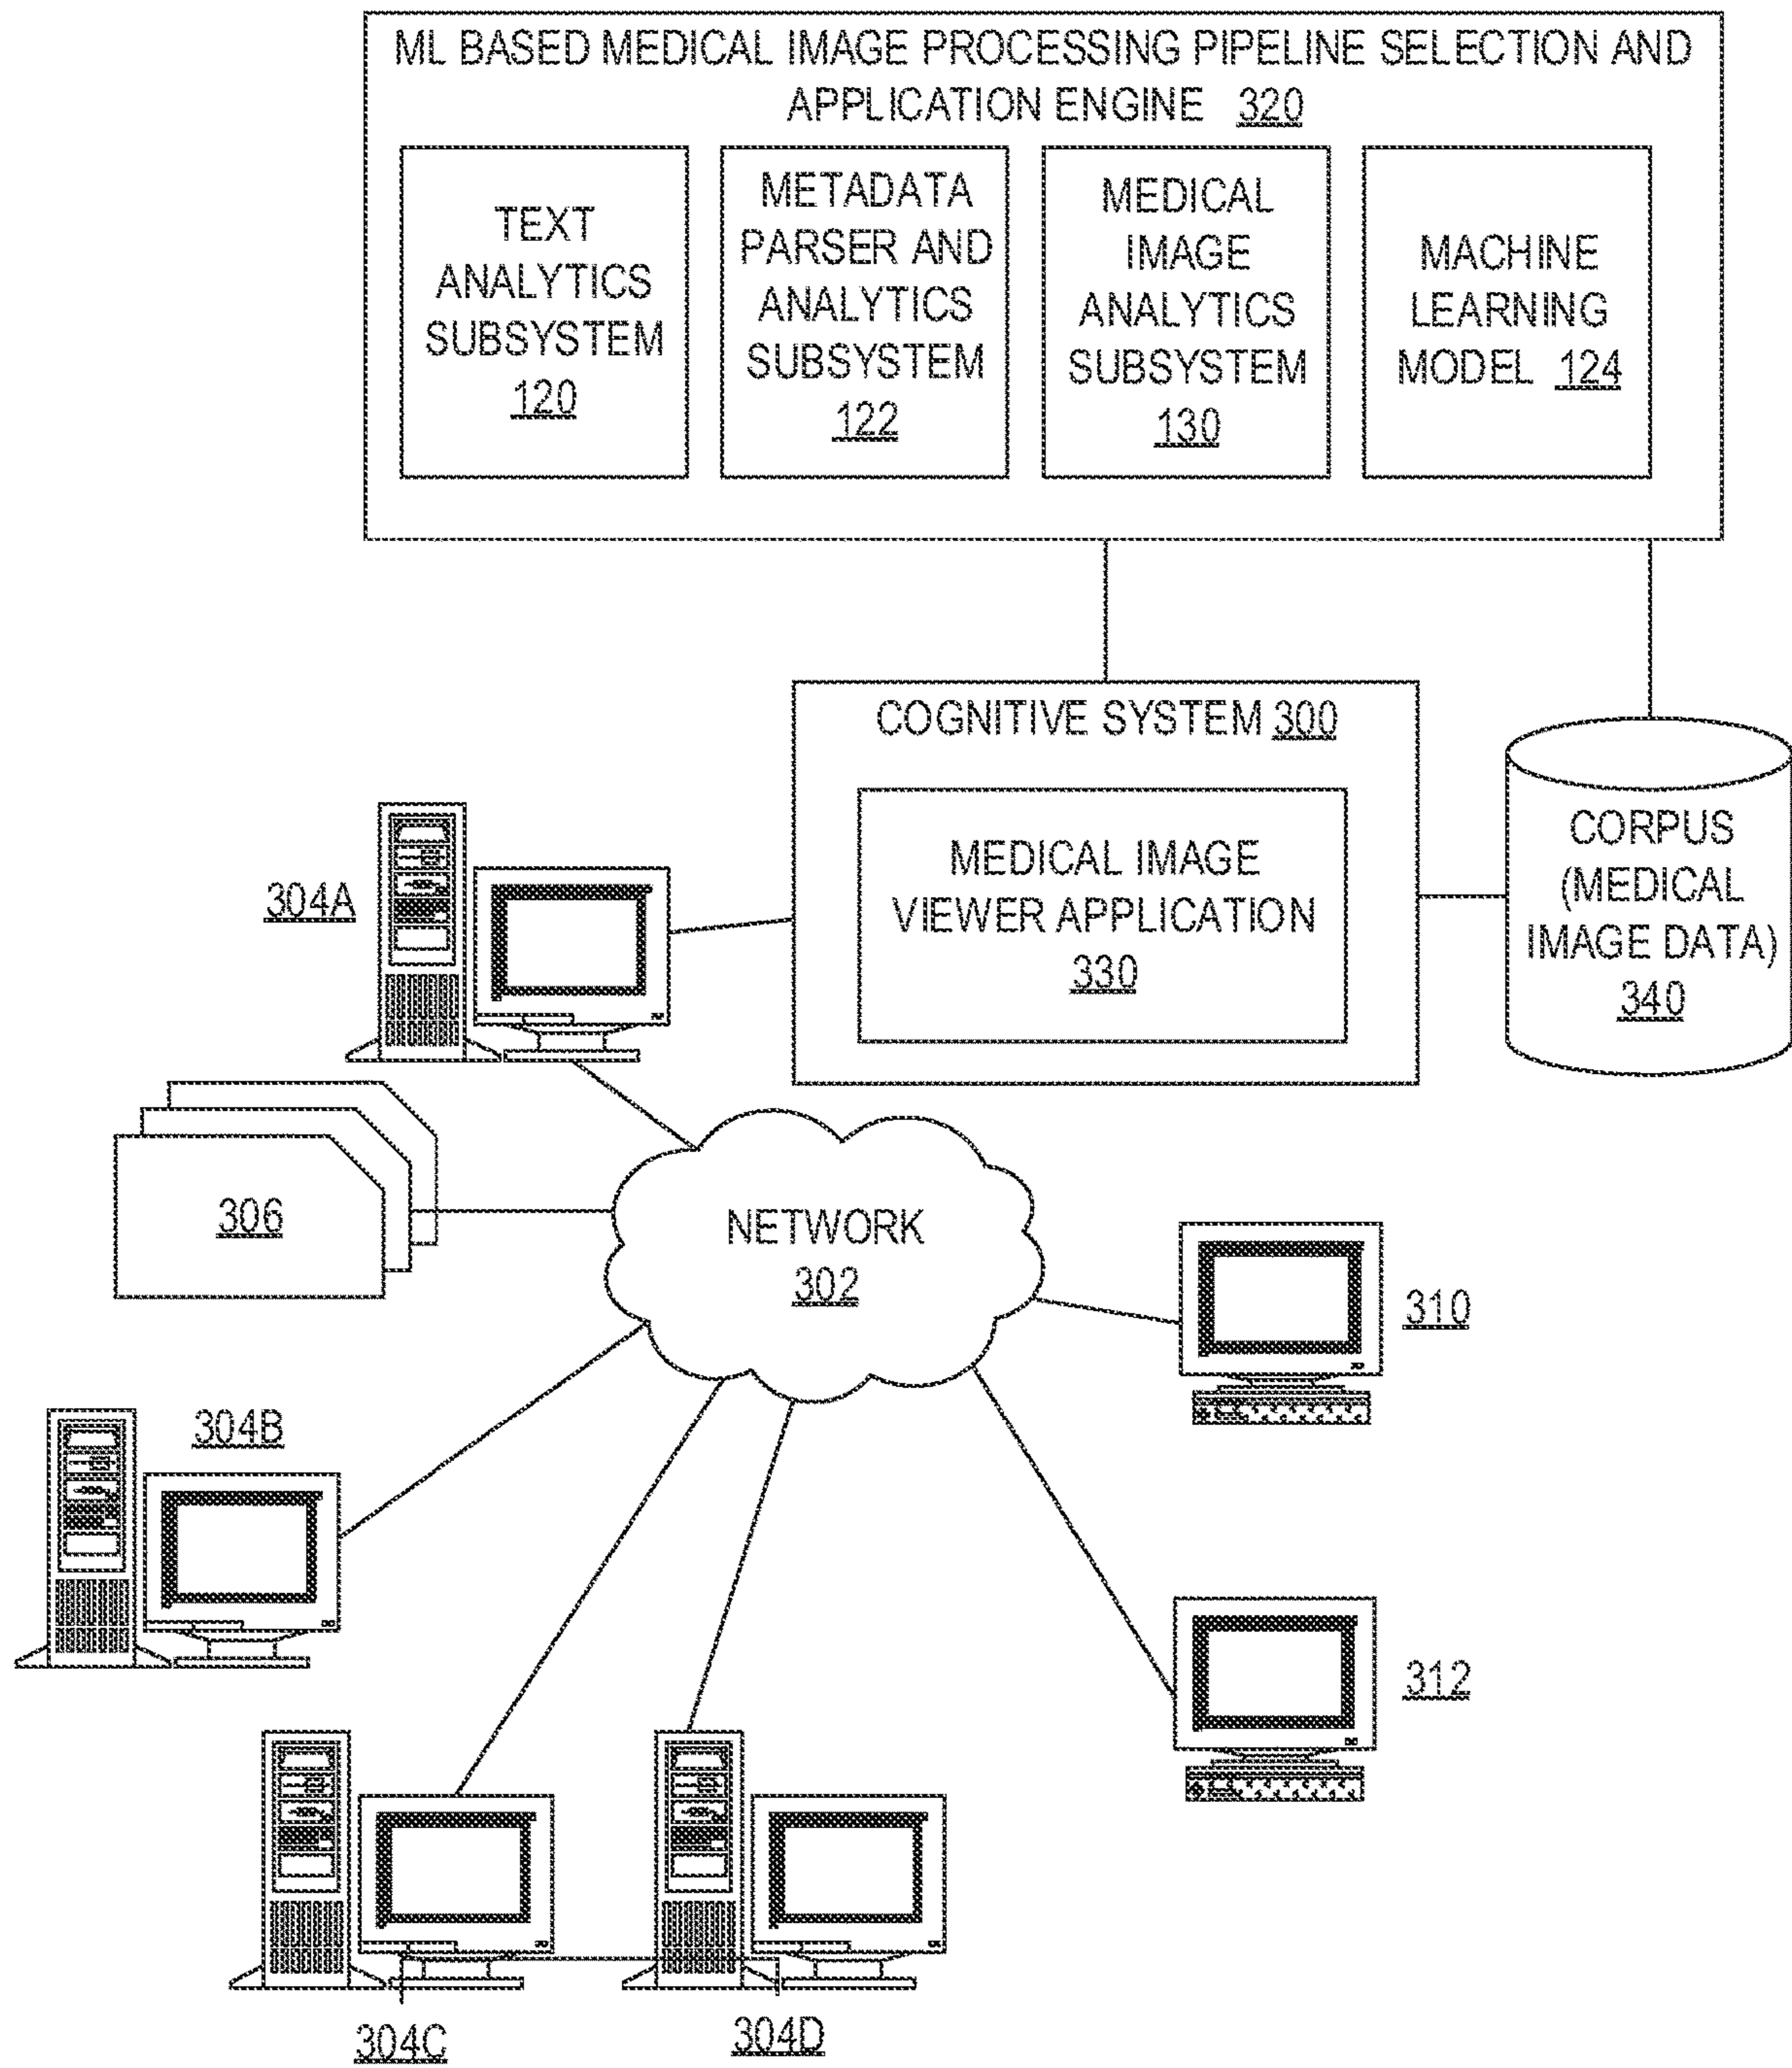 ML BASED MEDICAL IMAGE PROCESSING PIPELINE SELECTION AND
APPLICATION ENGINE 320
TEXT
ANALYTICS
SUBSYSTEM
120
METADATA
PARSER AND
ANALYTICS
SUBSYSTEM
122
MEDICAL
IMAGE
ANALYTICS
SUBSYSTEM
130
MACHINE
LEARNING
MODEL 124
COGNITIVE SYSTEM 300
MEDICAL IMAGE
VIEWER APPLICATION
330
CORPUS
(MEDICAL
IMAGE DATA)
340
304A
306
NETWORK
302
310
304B
312
304C
304D